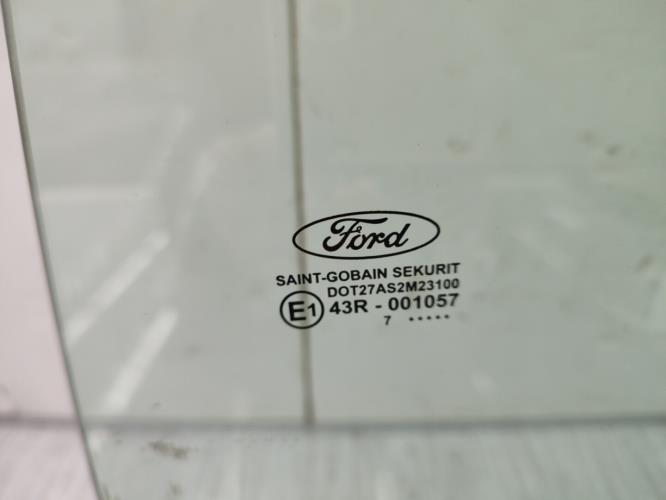 Ford
SAINT-GOBAIN SEKURIT
DOT27AS2M23100
E1 43R - 001057
7 •••••